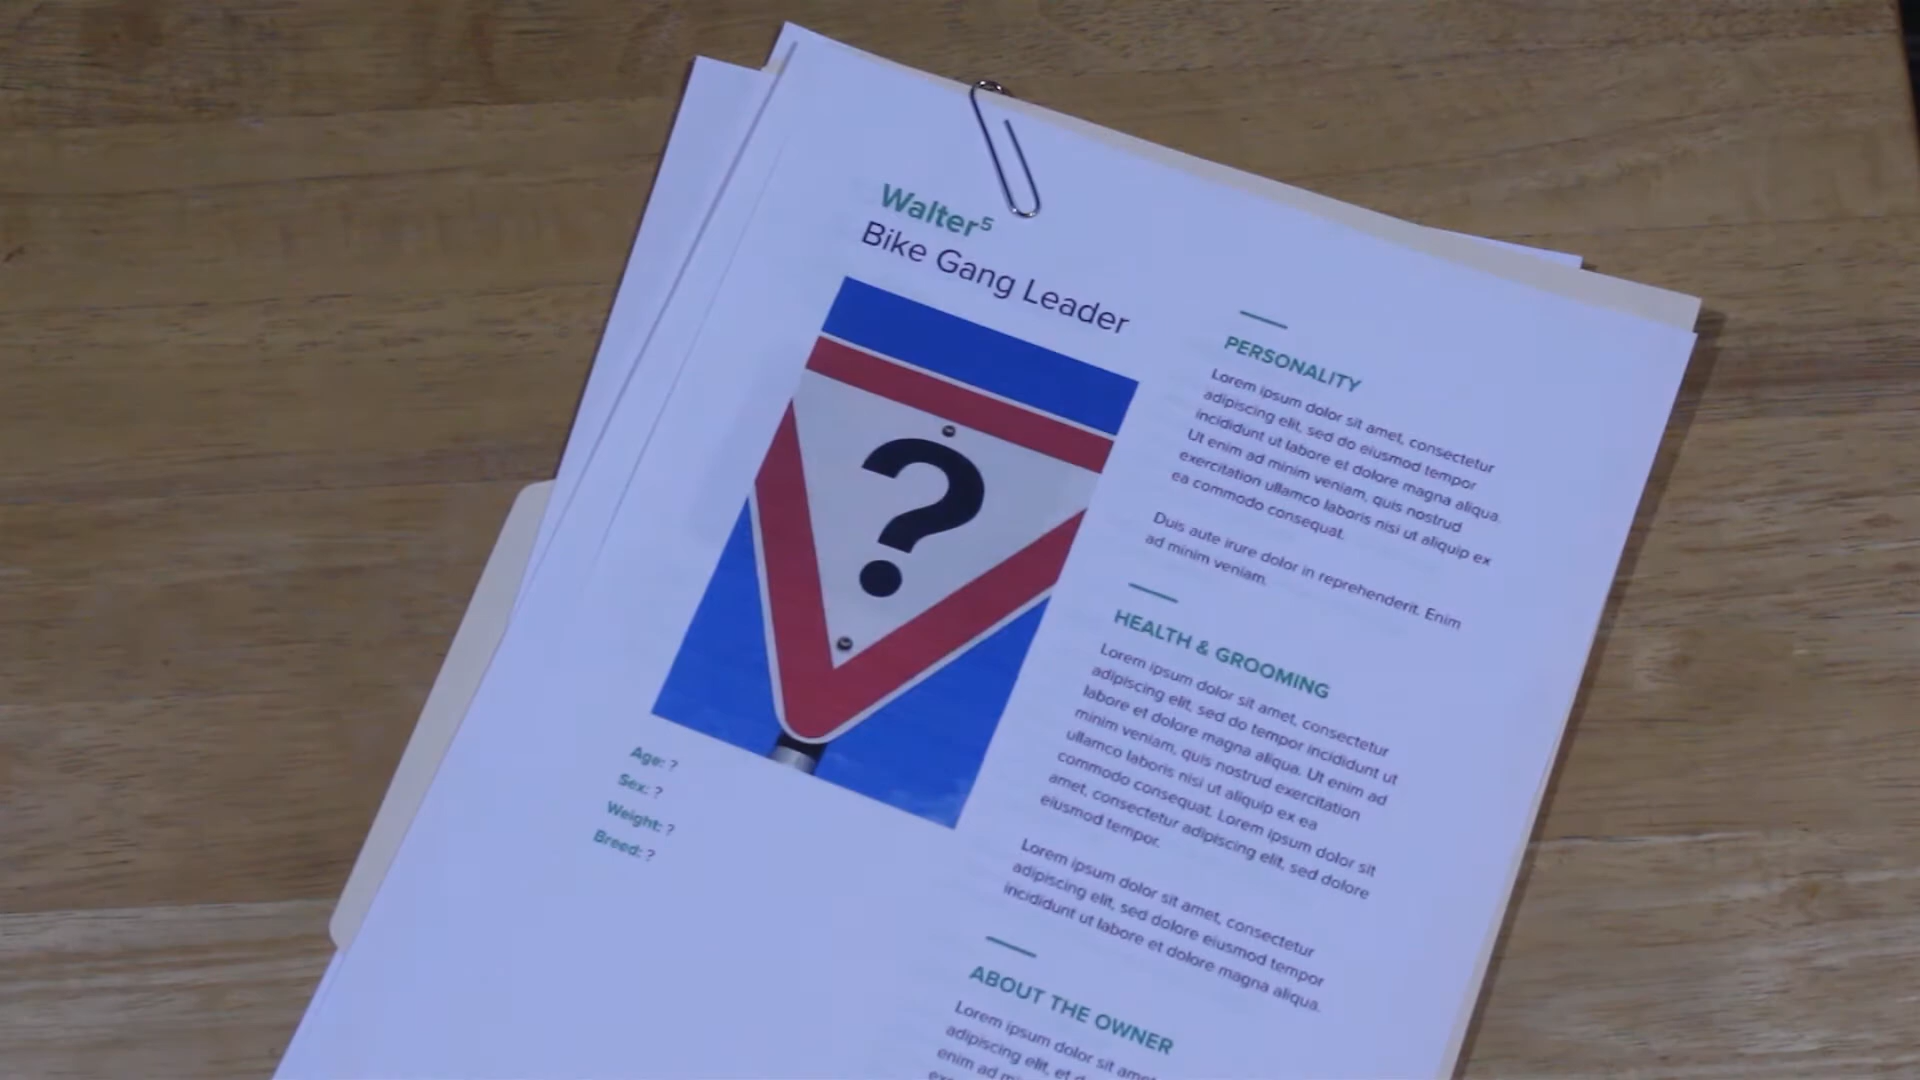 Walter⁵
Bike Gang Leader
?
Age: ?
Sex: ?
Weight: ?
Breed: ?
PERSONALITY
Lorem ipsum dolor sit amet, consectetur
adipiscing elit, sed do eiusmod tempor
incididunt ut labore et dolore magna aliqua.
Ut enim ad minim veniam, quis nostrud
exercitation ullamco laboris nisi ut aliquip ex
ea commodo consequat.
Duis aute irure dolor in reprehenderit. Enim
ad minim veniam.
HEALTH & GROOMING
Lorem ipsum dolor sit amet, consectetur
adipiscing elit, sed do tempor incididunt ut
labore et dolore magna aliqua. Ut enim ad
minim veniam, quis nostrud exercitation
ullamco laboris nisi ut aliquip ex ea
commodo consequat. Lorem ipsum dolor sit
amet, consectetur adipiscing elit, sed dolore
eiusmod tempor.
Lorem ipsum dolor sit amet, consectetur
adipiscing elit, sed dolore eiusmod tempor
incididunt ut labore et dolore magna aliqua.
ABOUT THE OWNER
Lorem ipsum dolor sit amet
adipiscing elit, et d
enim ad mi